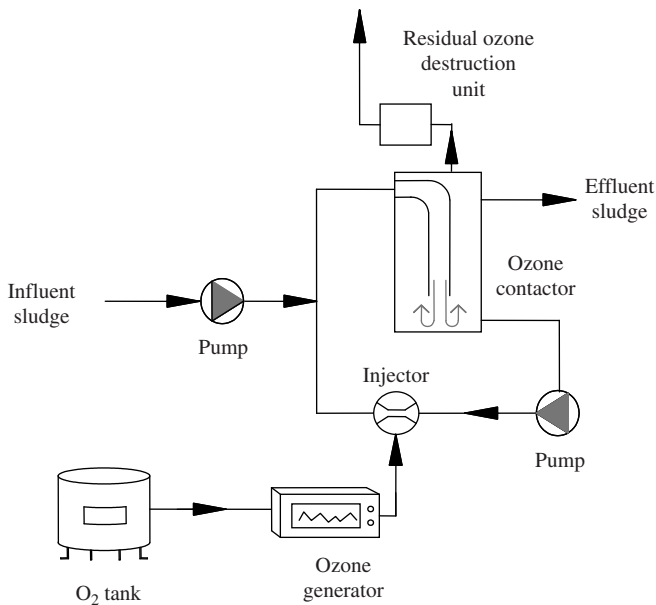 Residual ozone
destruction
unit
Effluent
sludge
Ozone
contactor
Influent
sludge
Pump
Injector
Pump
Ozone
generator
O₂ tank